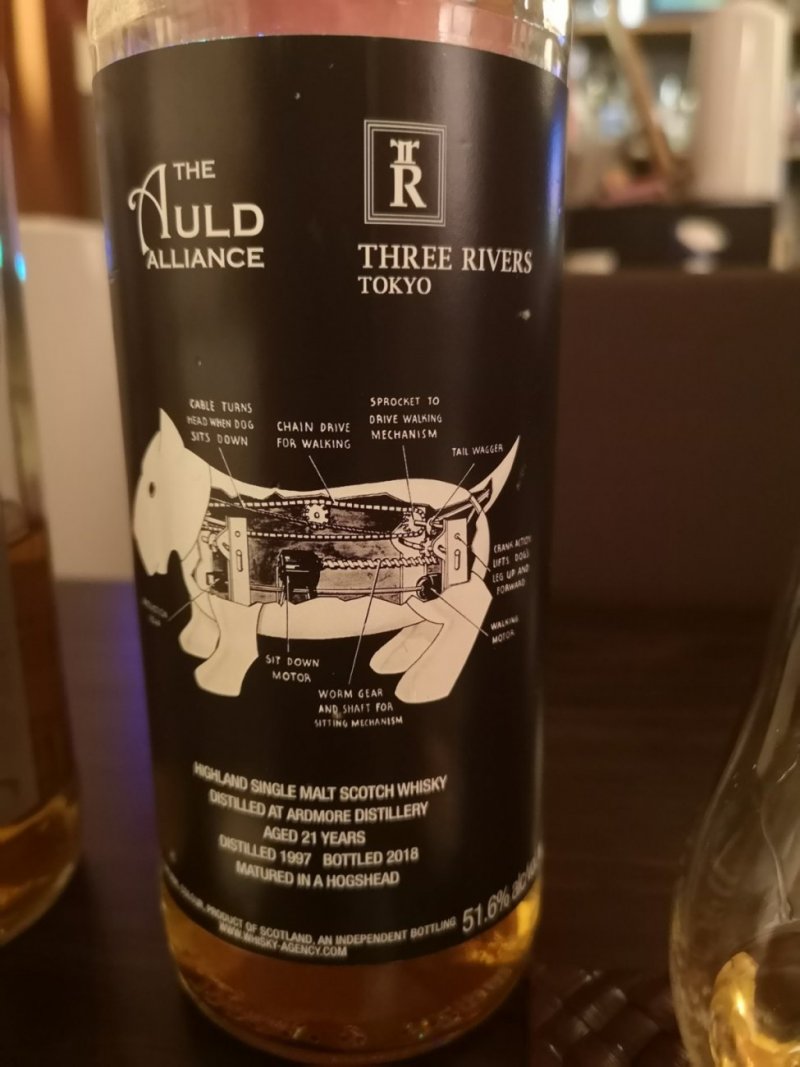 THE
AULD
ALLIANCE
TR
THREE RIVERS
TOKYO
CABLE TURNS
HEAD WHEN DOG
SITS DOWN
CHAIN DRIVE
FOR WALKING
SPROCKET TO
DRIVE WALKING
MECHANISM
TAIL WAGGER
CRANK ACTION
LIFTS DOG'S
LEG UP AND
FORWARD
WALKING
MOTOR
SIT DOWN
MOTOR
WORM GEAR
AND SHAFT FOR
SITTING MECHANISM
HIGHLAND SINGLE MALT SCOTCH WHISKY
DISTILLED AT ARDMORE DISTILLERY
AGED 21 YEARS
DISTILLED 1997 BOTTLED 2018
MATURED IN A HOGSHEAD
COLOUR, PRODUCT OF SCOTLAND, AN INDEPENDENT BOTTLING 51.6% alc
WWW.WHISKY-AGENCY.COM